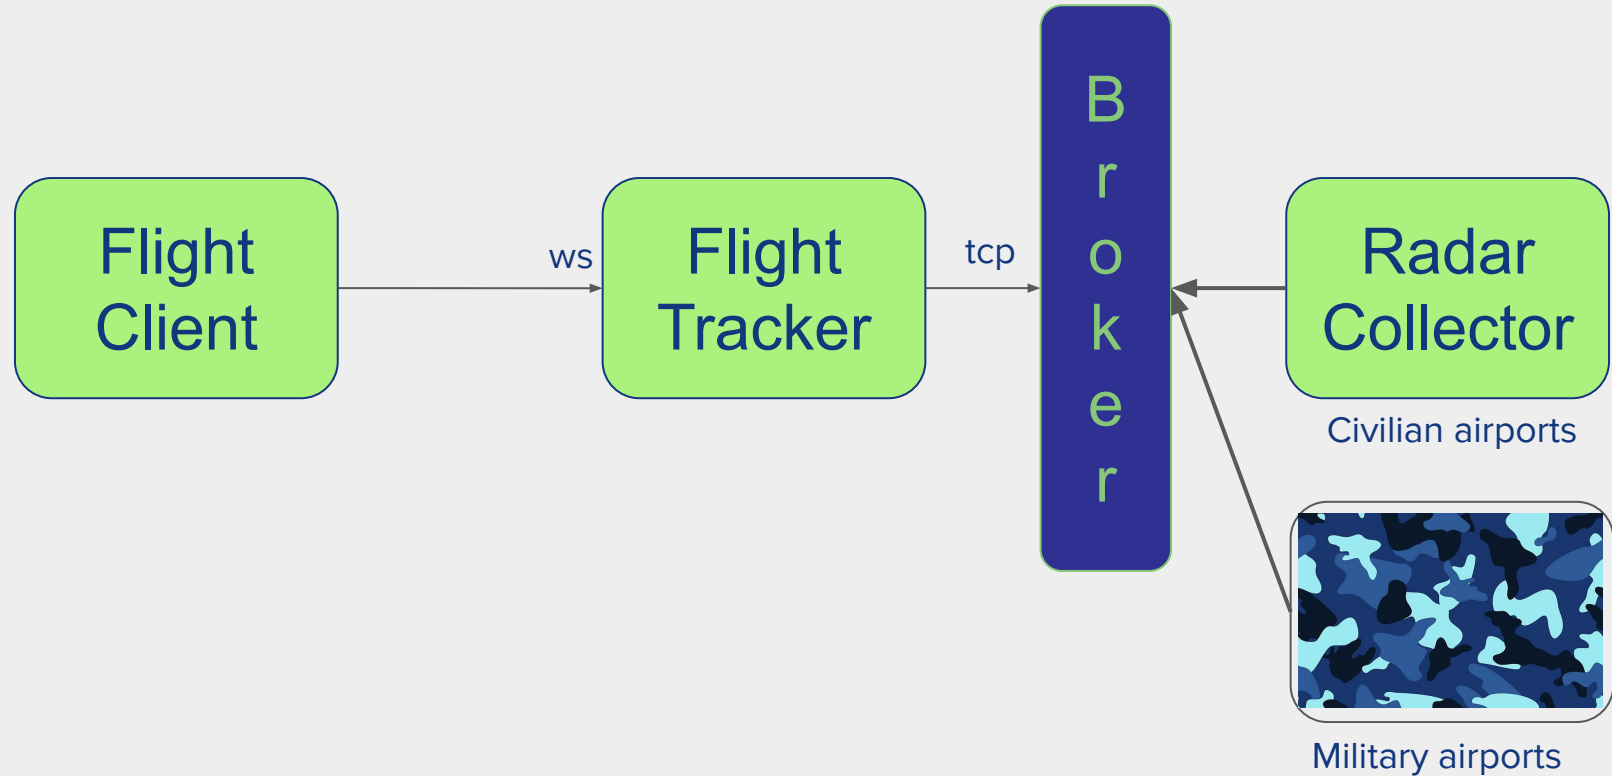 Flight
Client
ws
Flight
Tracker
tcp
B
r
o
k
e
r
Radar
Collector
Civilian airports
Military airports